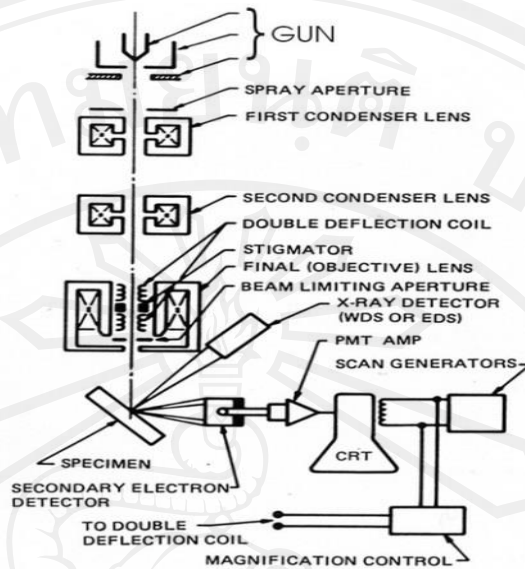 GUN
SPRAY APERTURE
FIRST CONDENSER LENS
SECOND CONDENSER LENS
DOUBLE DEFLECTION COIL
STIGMATOR
FINAL (OBJECTIVE) LENS
BEAM LIMITING APERTURE
X-RAY DETECTOR
(WDS OR EDS)
PMT AMP
SCAN GENERATORS
CRT
SPECIMEN
SECONDARY ELECTRON
DETECTOR
TO DOUBLE
DEFLECTION COIL
MAGNIFICATION CONTROL